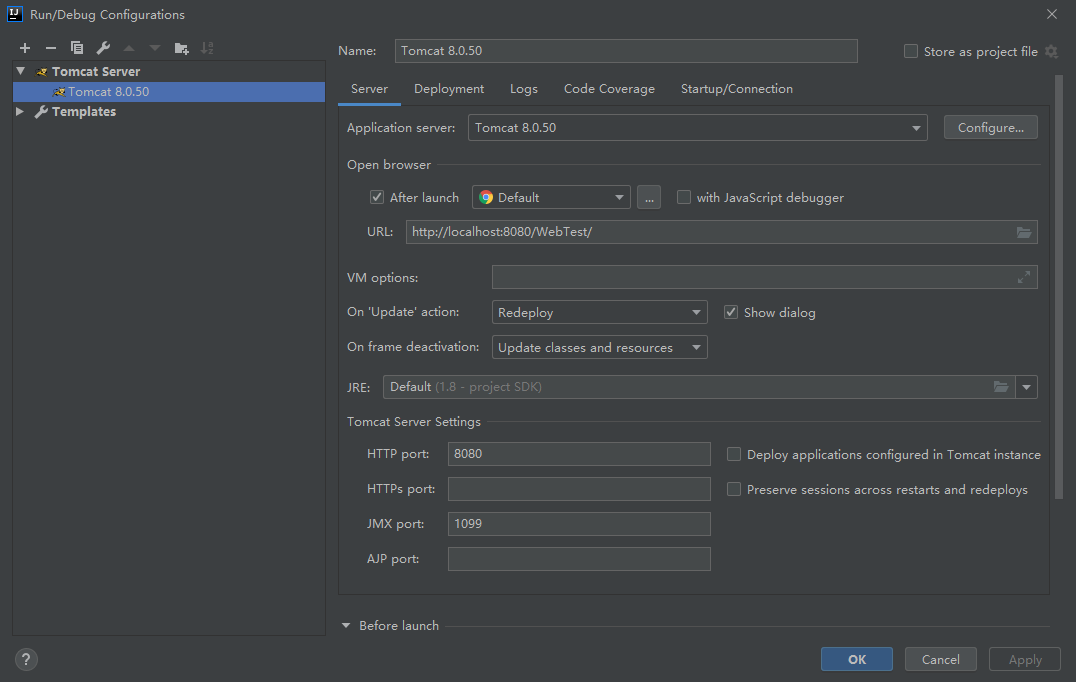 IJ Run/Debug Configurations
Name: Tomcat 8.0.50 Store as project file
Tomcat Server
Tomcat 8.0.50
Templates
Server Deployment Logs Code Coverage Startup/Connection
Application server: Tomcat 8.0.50 Configure...
Open browser
After launch Default ... with JavaScript debugger
URL: http://localhost:8080/WebTest/
VM options:
On 'Update' action: Redeploy Show dialog
On frame deactivation: Update classes and resources
JRE: Default (1.8 - project SDK)
Tomcat Server Settings
HTTP port: 8080 Deploy applications configured in Tomcat instance
HTTPs port: Preserve sessions across restarts and redeploys
JMX port: 1099
AJP port:
Before launch
? OK Cancel Apply